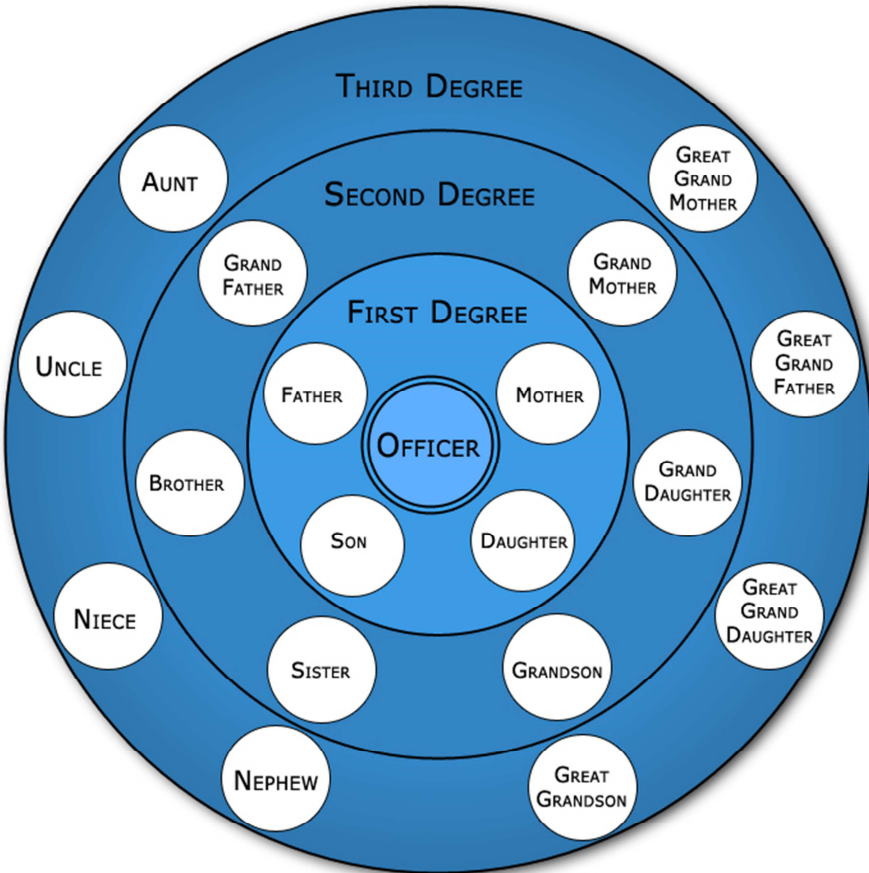 THIRD DEGREE
AUNT
GREAT
GRAND
MOTHER
SECOND DEGREE
GRAND
FATHER
GRAND
MOTHER
FIRST DEGREE
UNCLE
GREAT
GRAND
FATHER
FATHER
MOTHER
OFFICER
BROTHER
GRAND
DAUGHTER
SON
DAUGHTER
NIECE
GREAT
GRAND
DAUGHTER
SISTER
GRANDSON
NEPHEW
GREAT
GRANDSON